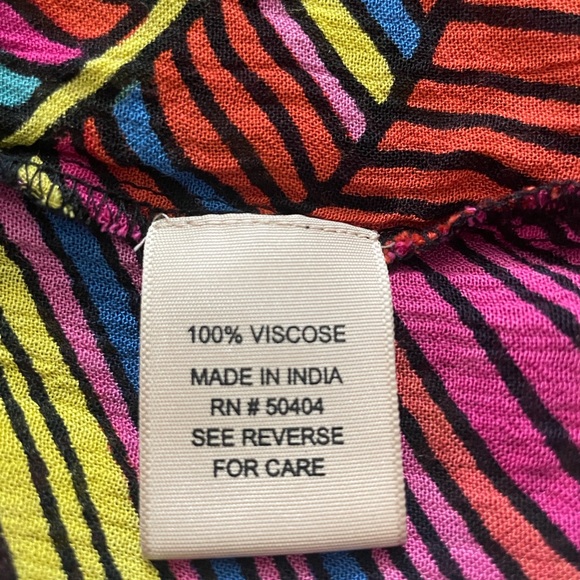 100% VISCOSE
MADE IN INDIA
RN # 50404
SEE REVERSE
FOR CARE